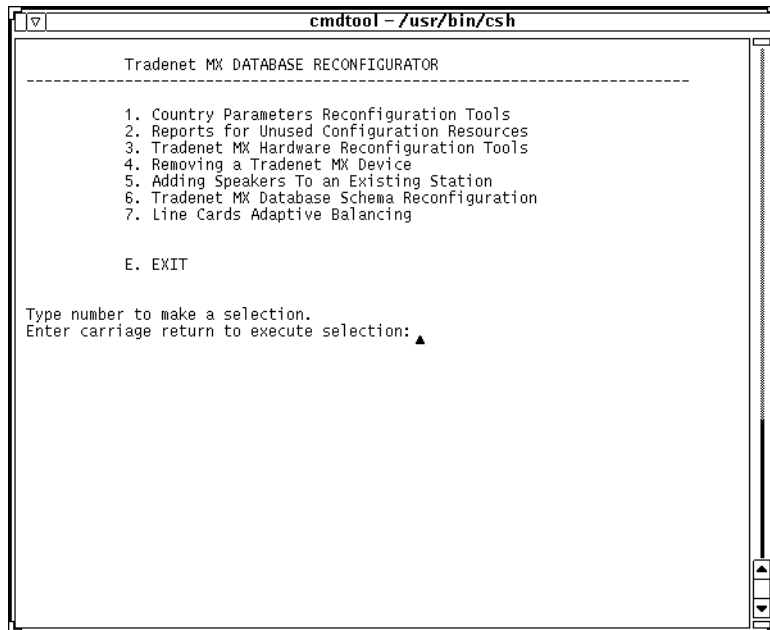 cmdtool - /usr/bin/csh
Tradenet MX DATABASE RECONFIGURATOR
-----------------------------------------------------------------------------
1. Country Parameters Reconfiguration Tools
2. Reports for Unused Configuration Resources
3. Tradenet MX Hardware Reconfiguration Tools
4. Removing a Tradenet MX Device
5. Adding Speakers To an Existing Station
6. Tradenet MX Database Schema Reconfiguration
7. Line Cards Adaptive Balancing
E. EXIT
Type number to make a selection.
Enter carriage return to execute selection: